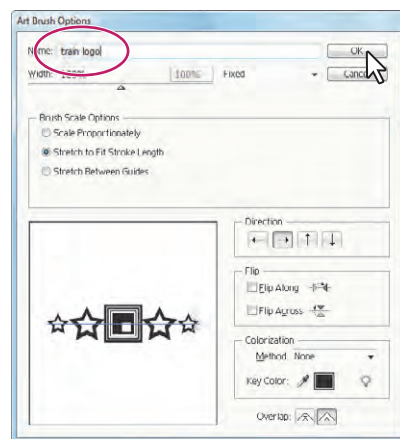 Art Brush Options
Name: train logo OK
Width: 100% 100% Fixed Cancel
Brush Scale Options
Scale Proportionately
Stretch to Fit Stroke Length
Stretch Between Guides
Direction
Flip
Flip Along
Flip Across
Colorization
Method None
Key Color:
Overlap: